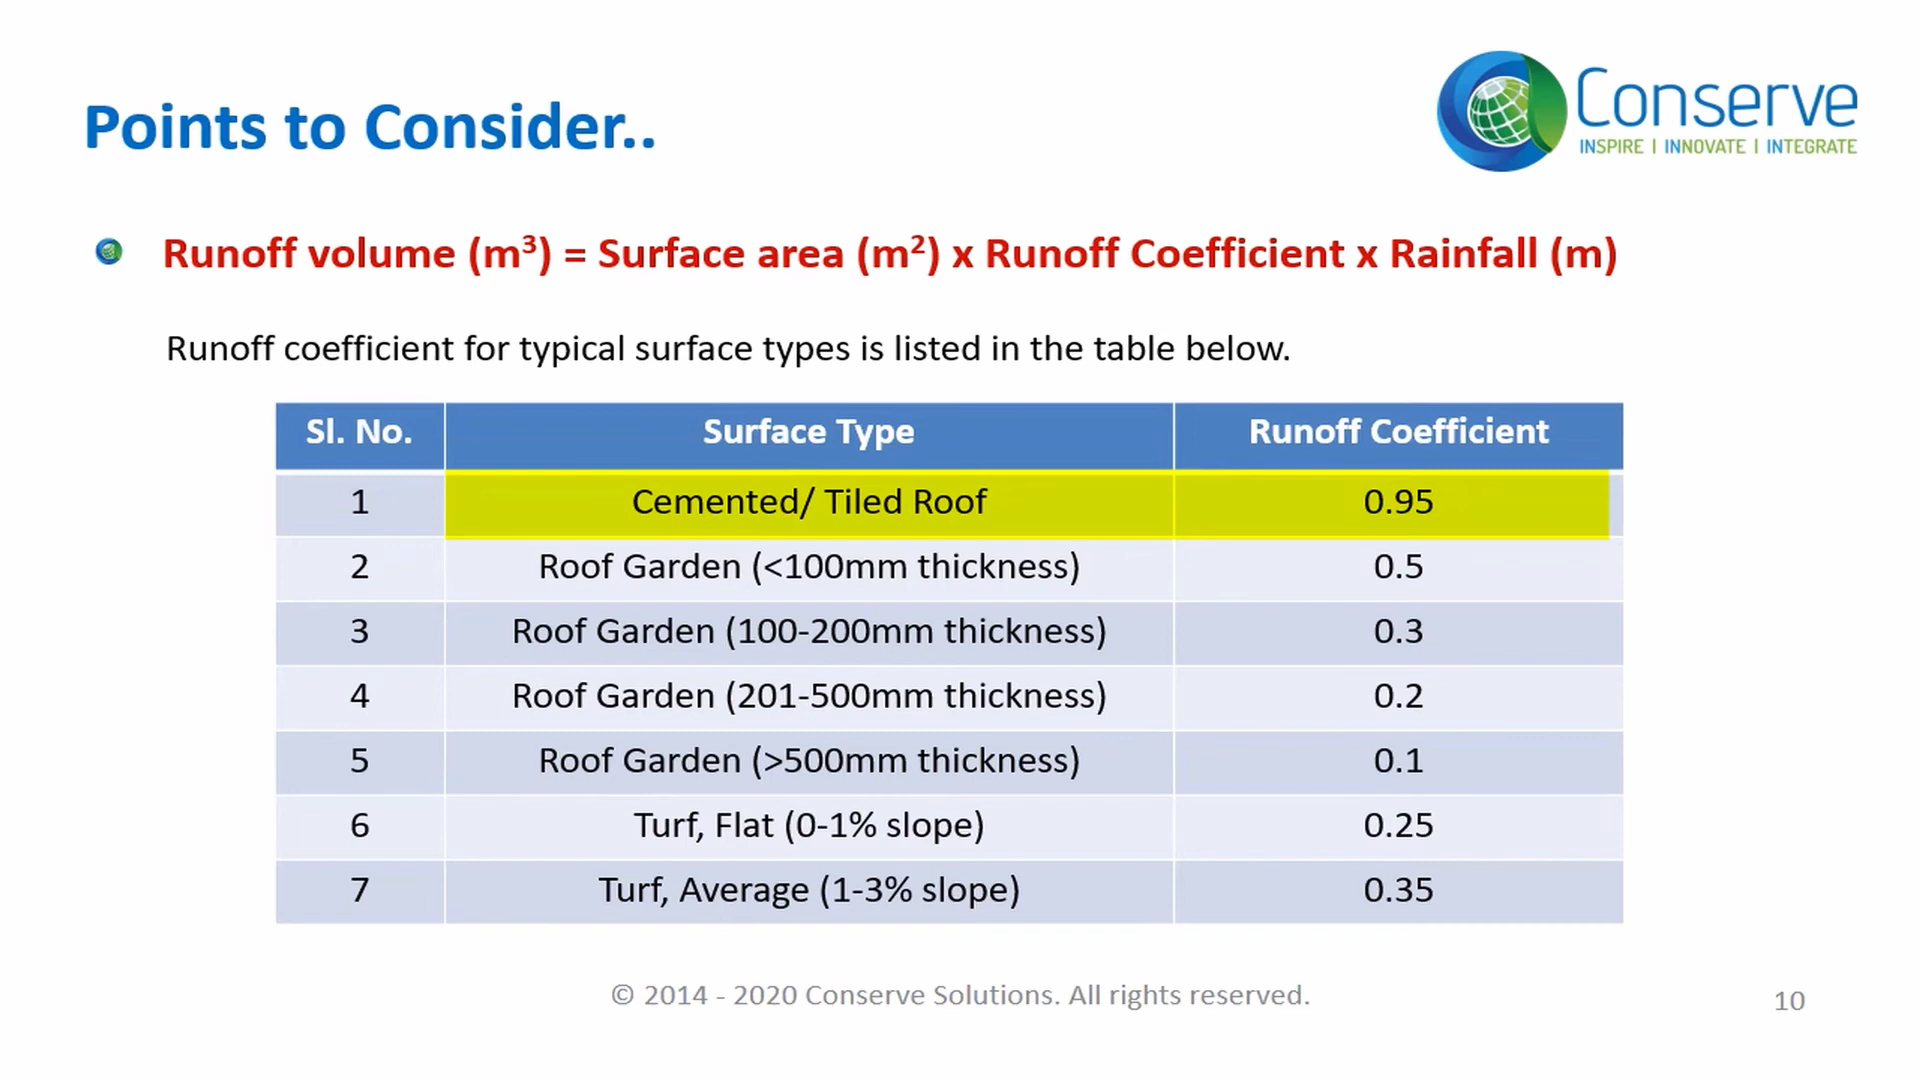 Conserve
INSPIRE | INNOVATE | INTEGRATE
Points to Consider..
Runoff volume (m³) = Surface area (m²) x Runoff Coefficient x Rainfall (m)
Runoff coefficient for typical surface types is listed in the table below.
Sl. No. Surface Type Runoff Coefficient
1 Cemented/ Tiled Roof 0.95
2 Roof Garden (<100mm thickness) 0.5
3 Roof Garden (100-200mm thickness) 0.3
4 Roof Garden (201-500mm thickness) 0.2
5 Roof Garden (>500mm thickness) 0.1
6 Turf, Flat (0-1% slope) 0.25
7 Turf, Average (1-3% slope) 0.35
© 2014 - 2020 Conserve Solutions. All rights reserved.
10